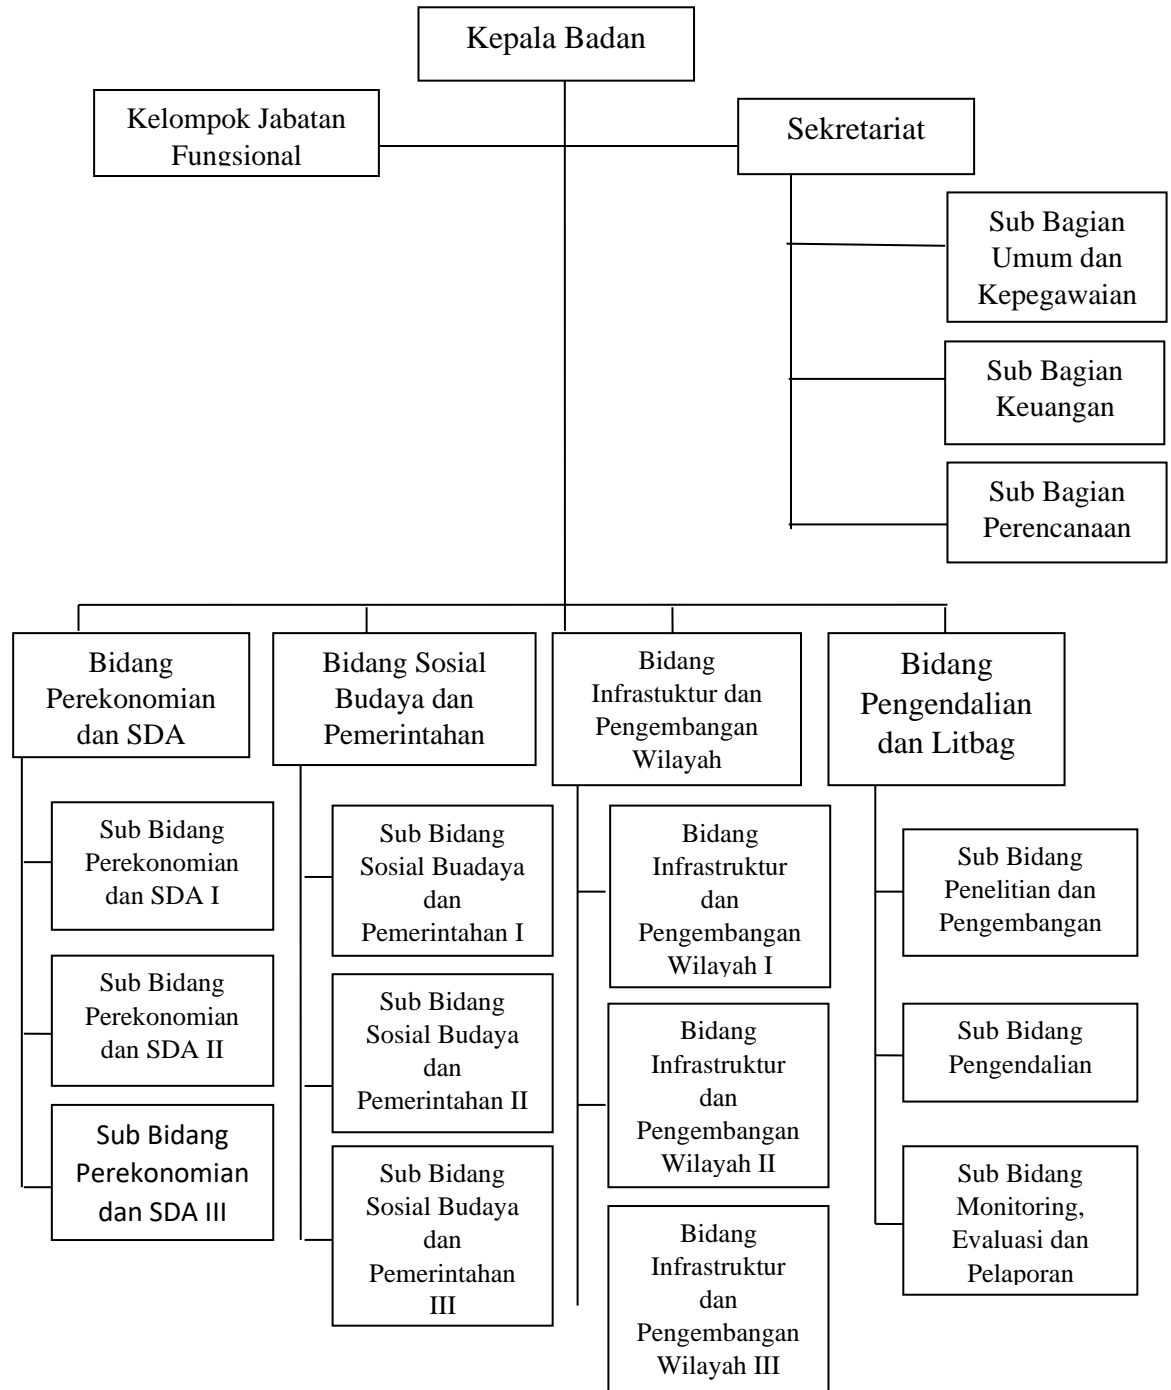 Kepala Badan
Kelompok Jabatan
Fungsional
Sekretariat
Sub Bagian
Umum dan
Kepegawaian
Sub Bagian
Keuangan
Sub Bagian
Perencanaan
Bidang
Perekonomian
dan SDA
Bidang Sosial
Budaya dan
Pemerintahan
Bidang
Infrastuktur dan
Pengembangan
Wilayah
Bidang
Pengendalian
dan Litbag
Sub Bidang
Perekonomian
dan SDA I
Sub Bidang
Perekonomian
dan SDA II
Sub Bidang
Perekonomian
dan SDA III
Sub Bidang
Sosial Buadaya
dan
Pemerintahan I
Sub Bidang
Sosial Budaya
dan
Pemerintahan II
Sub Bidang
Sosial Budaya
dan
Pemerintahan
III
Bidang
Infrastruktur
dan
Pengembangan
Wilayah I
Bidang
Infrastruktur
dan
Pengembangan
Wilayah II
Bidang
Infrastruktur
dan
Pengembangan
Wilayah III
Sub Bidang
Penelitian dan
Pengembangan
Sub Bidang
Pengendalian
Sub Bidang
Monitoring,
Evaluasi dan
Pelaporan